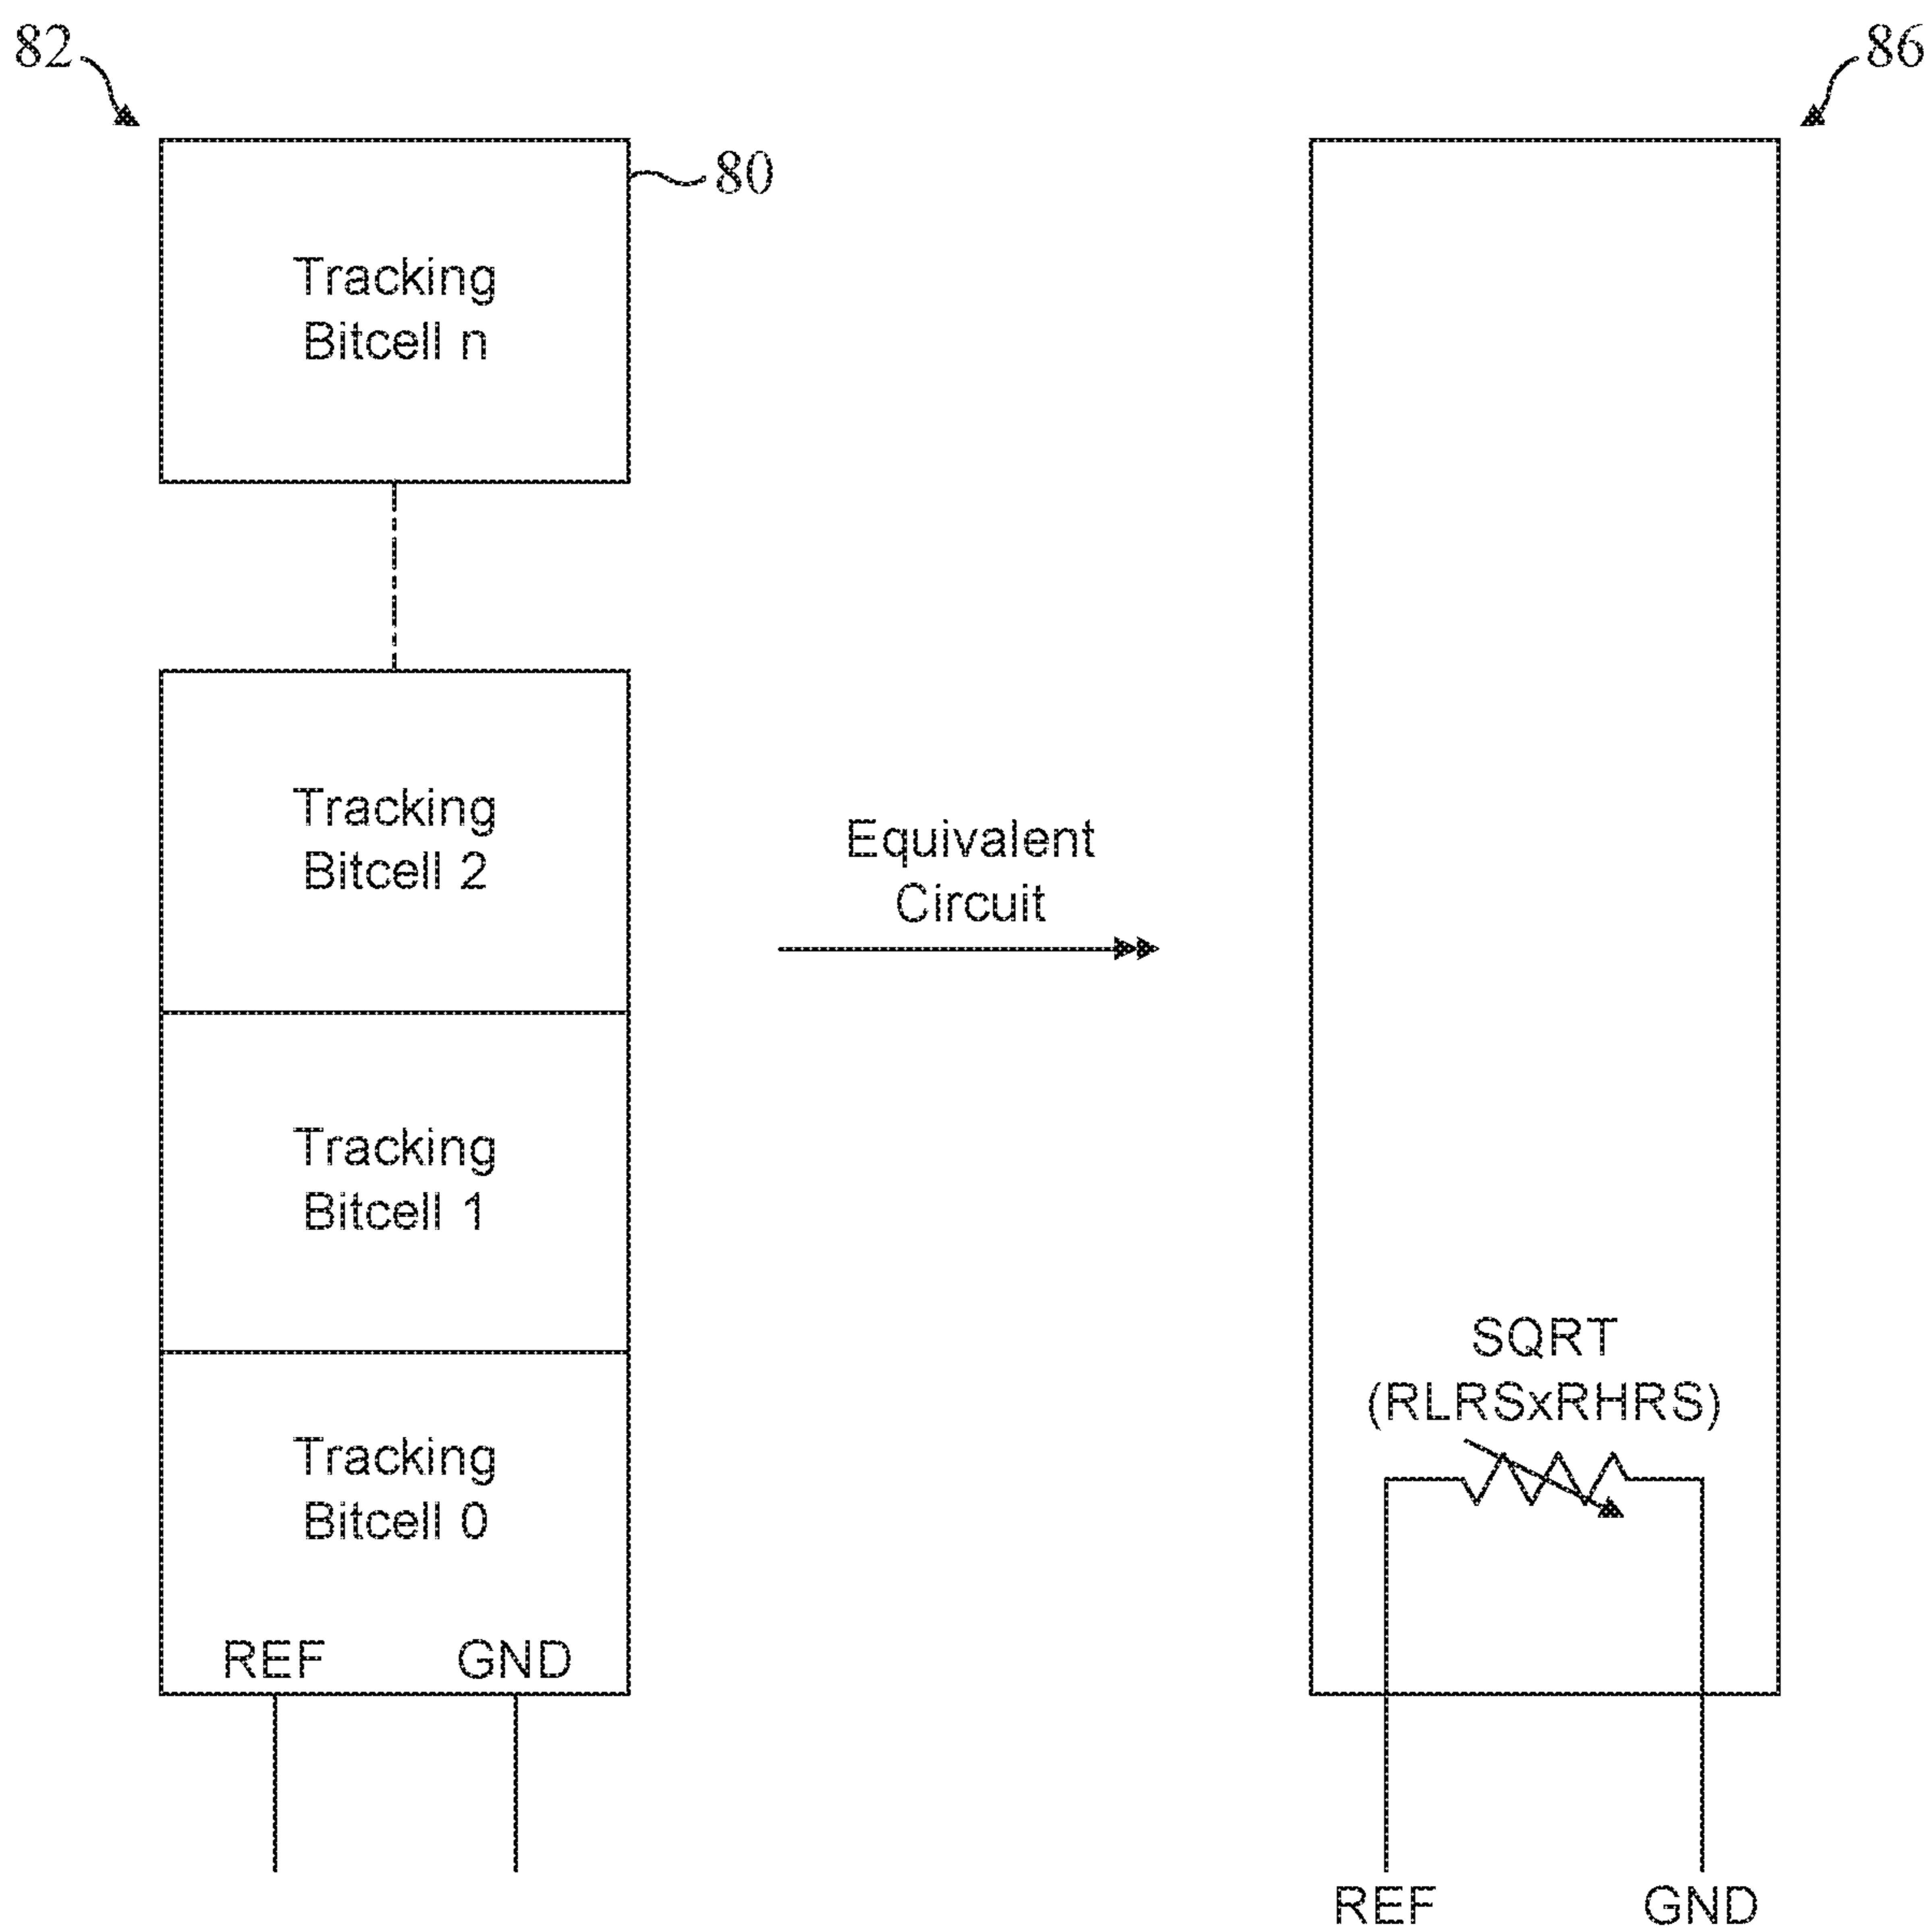 82
86
80
Tracking
Bitcell n
Tracking
Bitcell 2
Equivalent
Circuit
Tracking
Bitcell 1
SQRT
(RLRSxRHRS)
Tracking
Bitcell 0
REF
GND
REF
GND